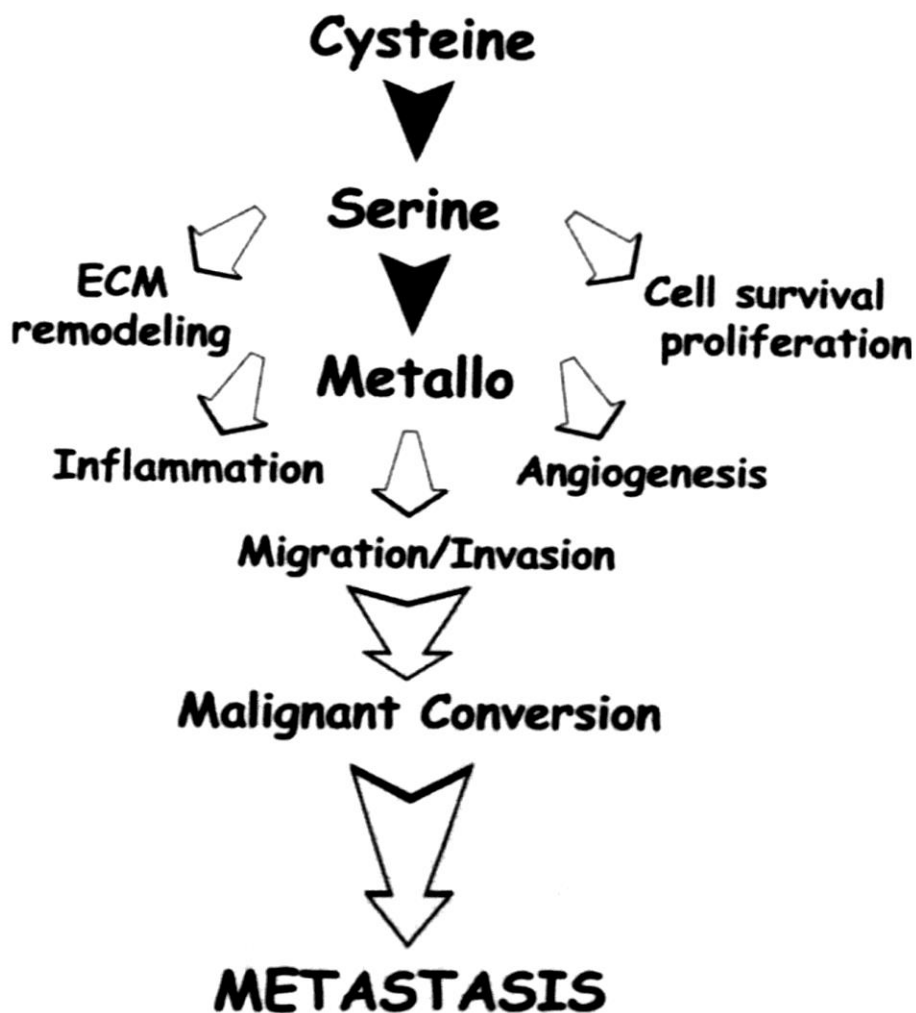 Cysteine
Serine
ECM
remodeling
Cell survival
proliferation
Metallo
Inflammation
Angiogenesis
Migration/Invasion
Malignant Conversion
METASTASIS